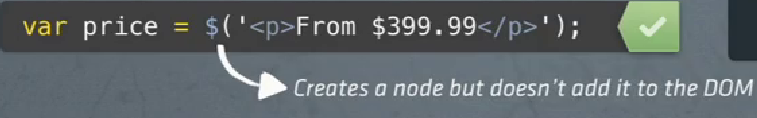 var price = $('<p>From $399.99</p>');
Creates a node but doesn't add it to the DOM